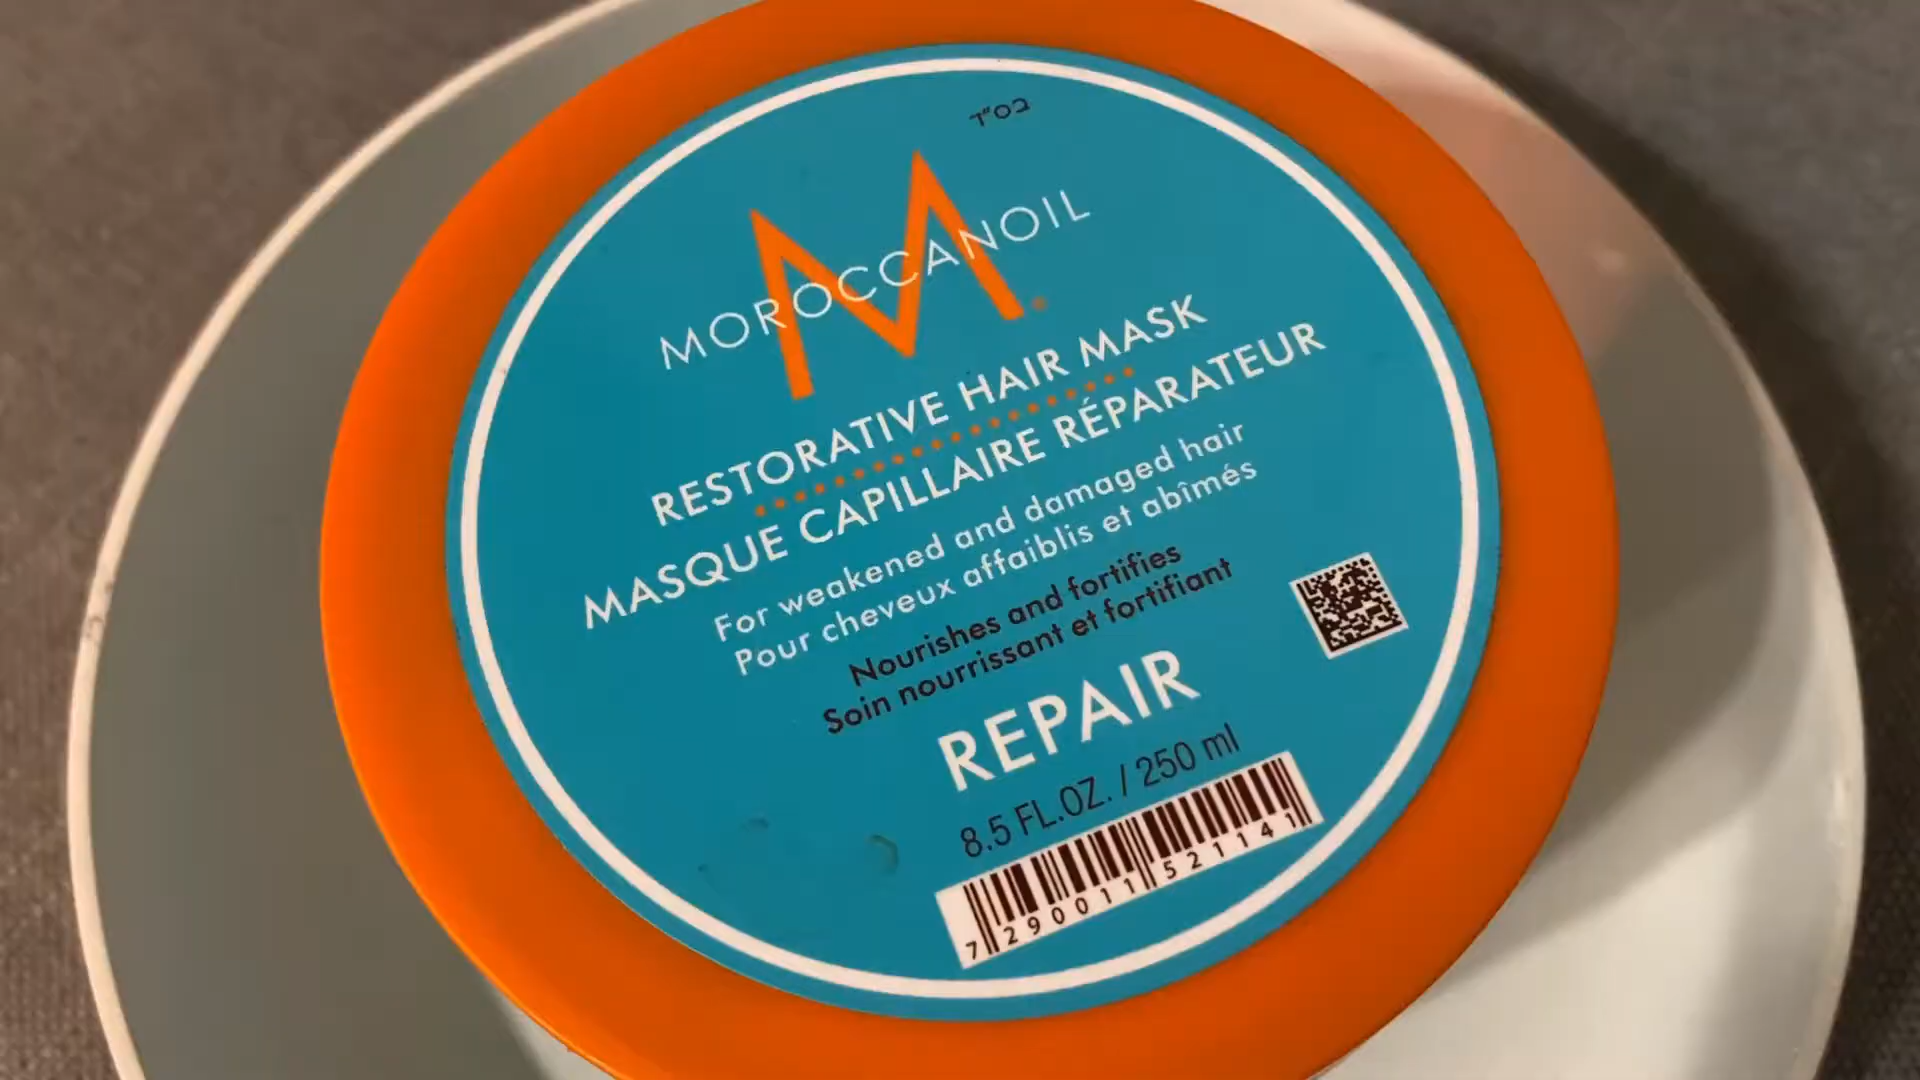 בס"ד
M
MOROCCANOIL
RESTORATIVE HAIR MASK
MASQUE CAPILLAIRE RÉPARATEUR
For weakened and damaged hair
Pour cheveux affaiblis et abîmés
Nourishes and fortifies
Soin nourrissant et fortifiant
REPAIR
8.5 FL.OZ. / 250 ml
7 290011 521141